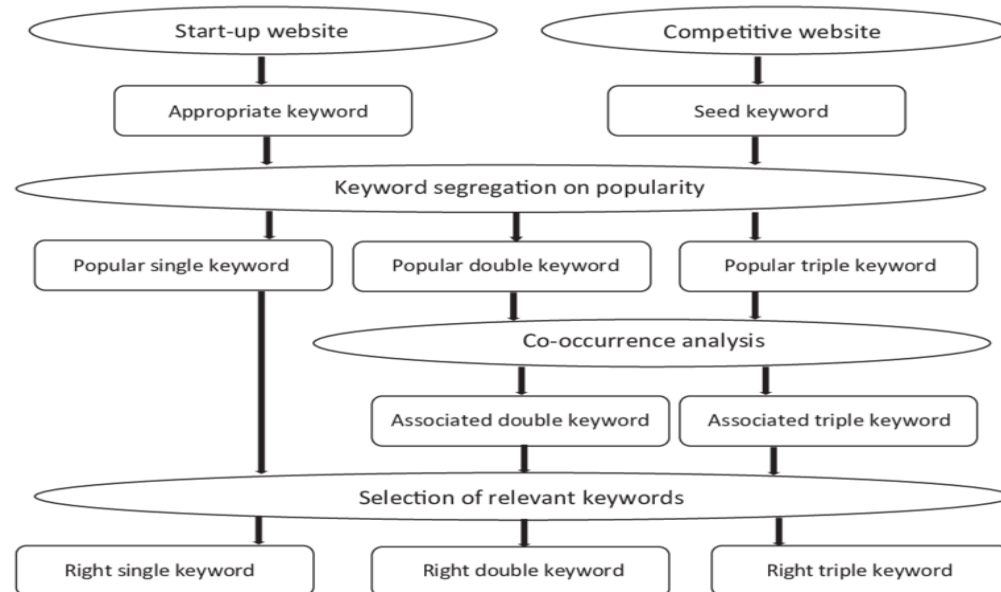 Start-up website
Competitive website
Appropriate keyword
Seed keyword
Keyword segregation on popularity
Popular single keyword
Popular double keyword
Popular triple keyword
Co-occurrence analysis
Associated double keyword
Associated triple keyword
Selection of relevant keywords
Right single keyword
Right double keyword
Right triple keyword